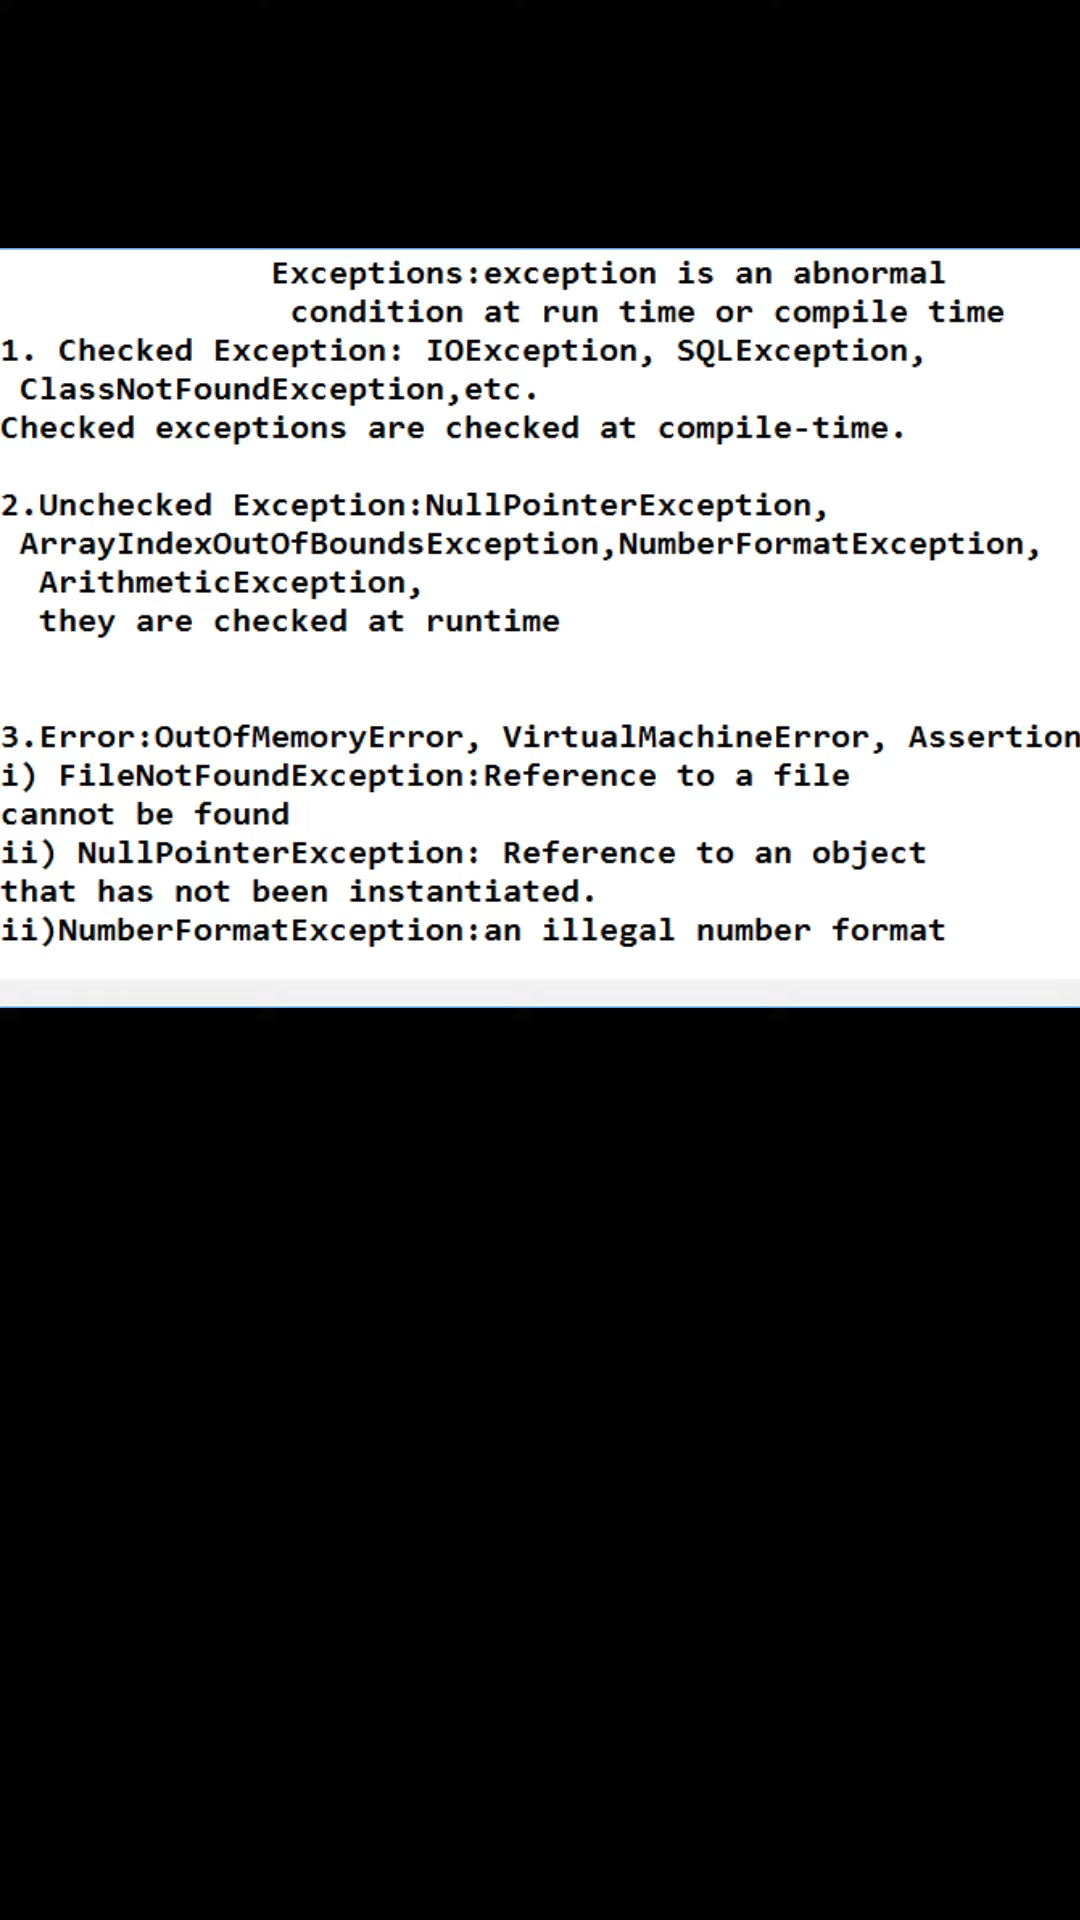 Exceptions:exception is an abnormal
condition at run time or compile time
1. Checked Exception: IOException, SQLException,
ClassNotFoundException,etc.
Checked exceptions are checked at compile-time.
2.Unchecked Exception:NullPointerException,
ArrayIndexOutOfBoundsException,NumberFormatException,
ArithmeticException,
they are checked at runtime
3.Error:OutOfMemoryError, VirtualMachineError, Assertion
i) FileNotFoundException:Reference to a file
cannot be found
ii) NullPointerException: Reference to an object
that has not been instantiated.
ii)NumberFormatException:an illegal number format